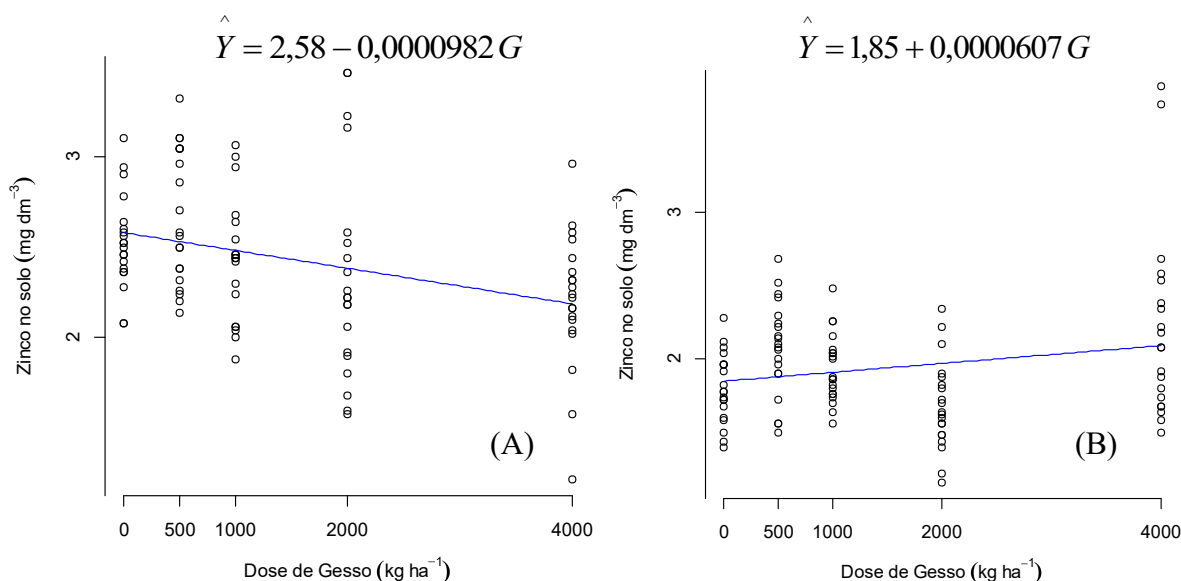 Ŷ = 2,58 − 0,0000982 G
Zinco no solo (mg dm⁻³)
3
2
(A)
0 500 1000 2000 4000
Dose de Gesso (kg ha⁻¹)
Ŷ = 1,85 + 0,0000607 G
Zinco no solo (mg dm⁻³)
3
2
(B)
0 500 1000 2000 4000
Dose de Gesso (kg ha⁻¹)